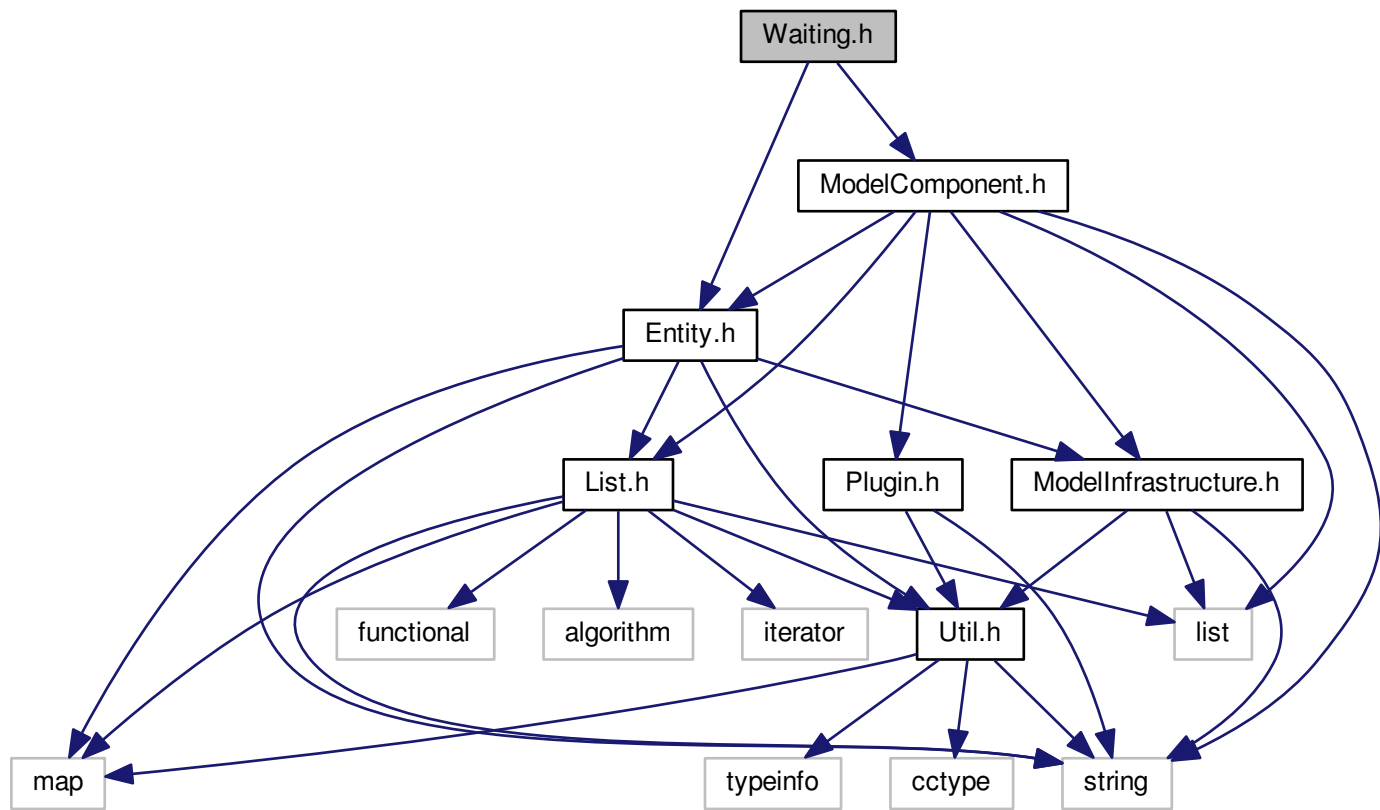 Waiting.h
ModelComponent.h
Entity.h
List.h
Plugin.h
ModelInfrastructure.h
functional
algorithm
iterator
Util.h
list
map
typeinfo
cctype
string